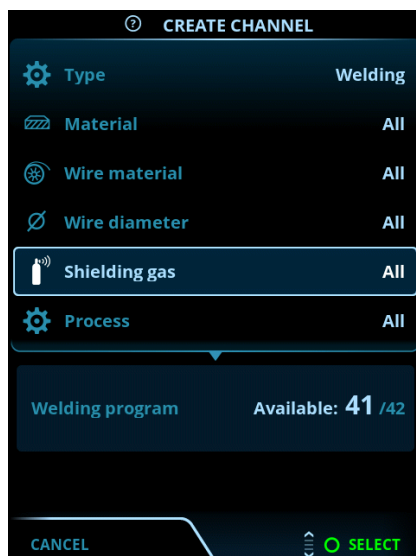 CREATE CHANNEL
Type Welding
Material All
Wire material All
Wire diameter All
Shielding gas All
Process All
Welding program Available: 41 /42
CANCEL SELECT